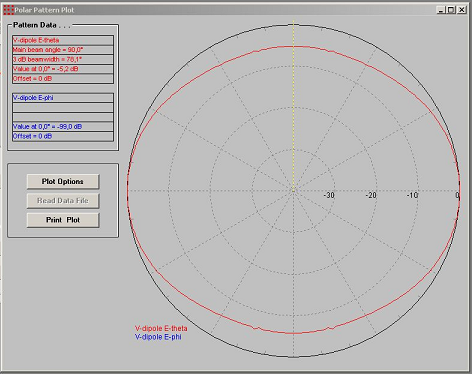 Polar Pattern Plot
Pattern Data . . .
V-dipole E-theta
Main beam angle = 90,0°
3 dB beamwidth = 76,1°
Value at 0,0° = -5,2 dB
Offset = 0 dB
V-dipole E-phi
Value at 0,0° = -99,0 dB
Offset = 0 dB
Plot Options
Read Data File
Print Plot
-30 -20 -10 0
V-dipole E-theta
V-dipole E-phi